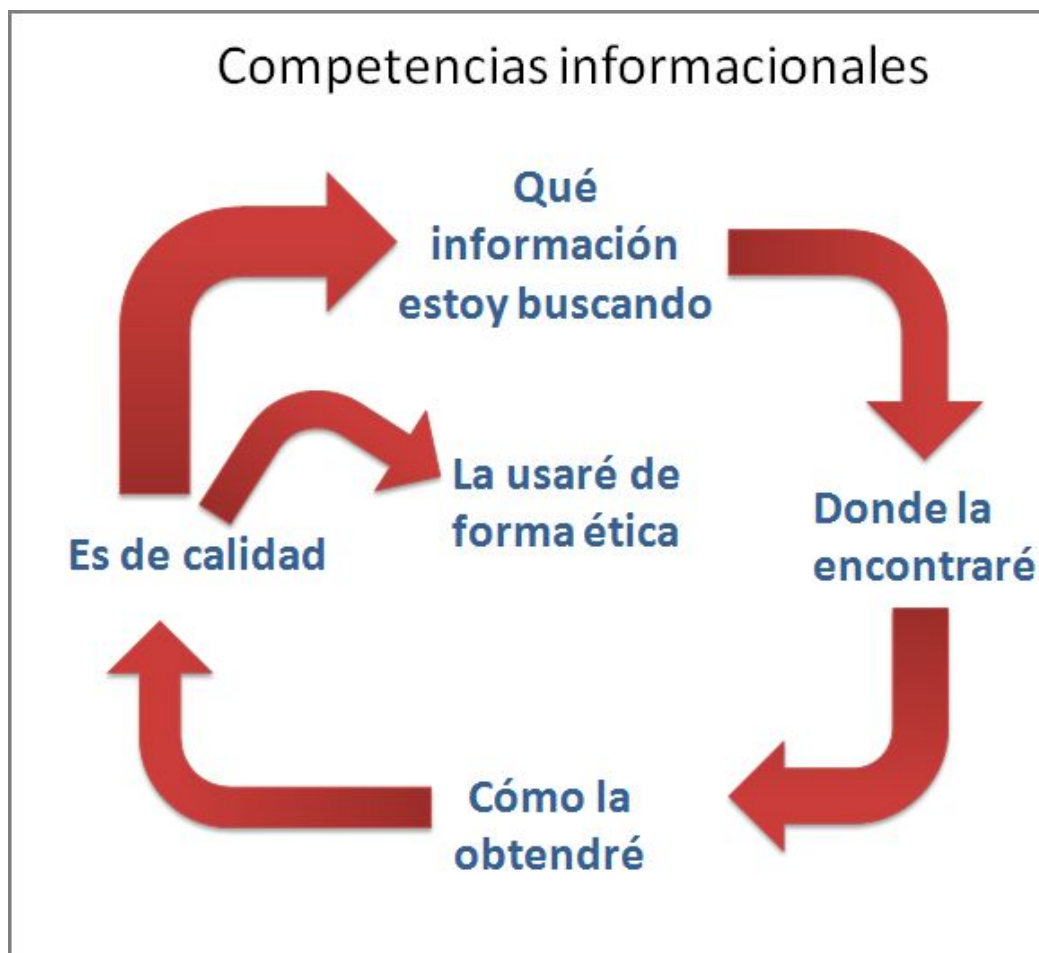 Competencias informacionales
Qué
información
estoy buscando
La usaré de
forma ética
Donde la
encontraré
Es de calidad
Cómo la
obtendré